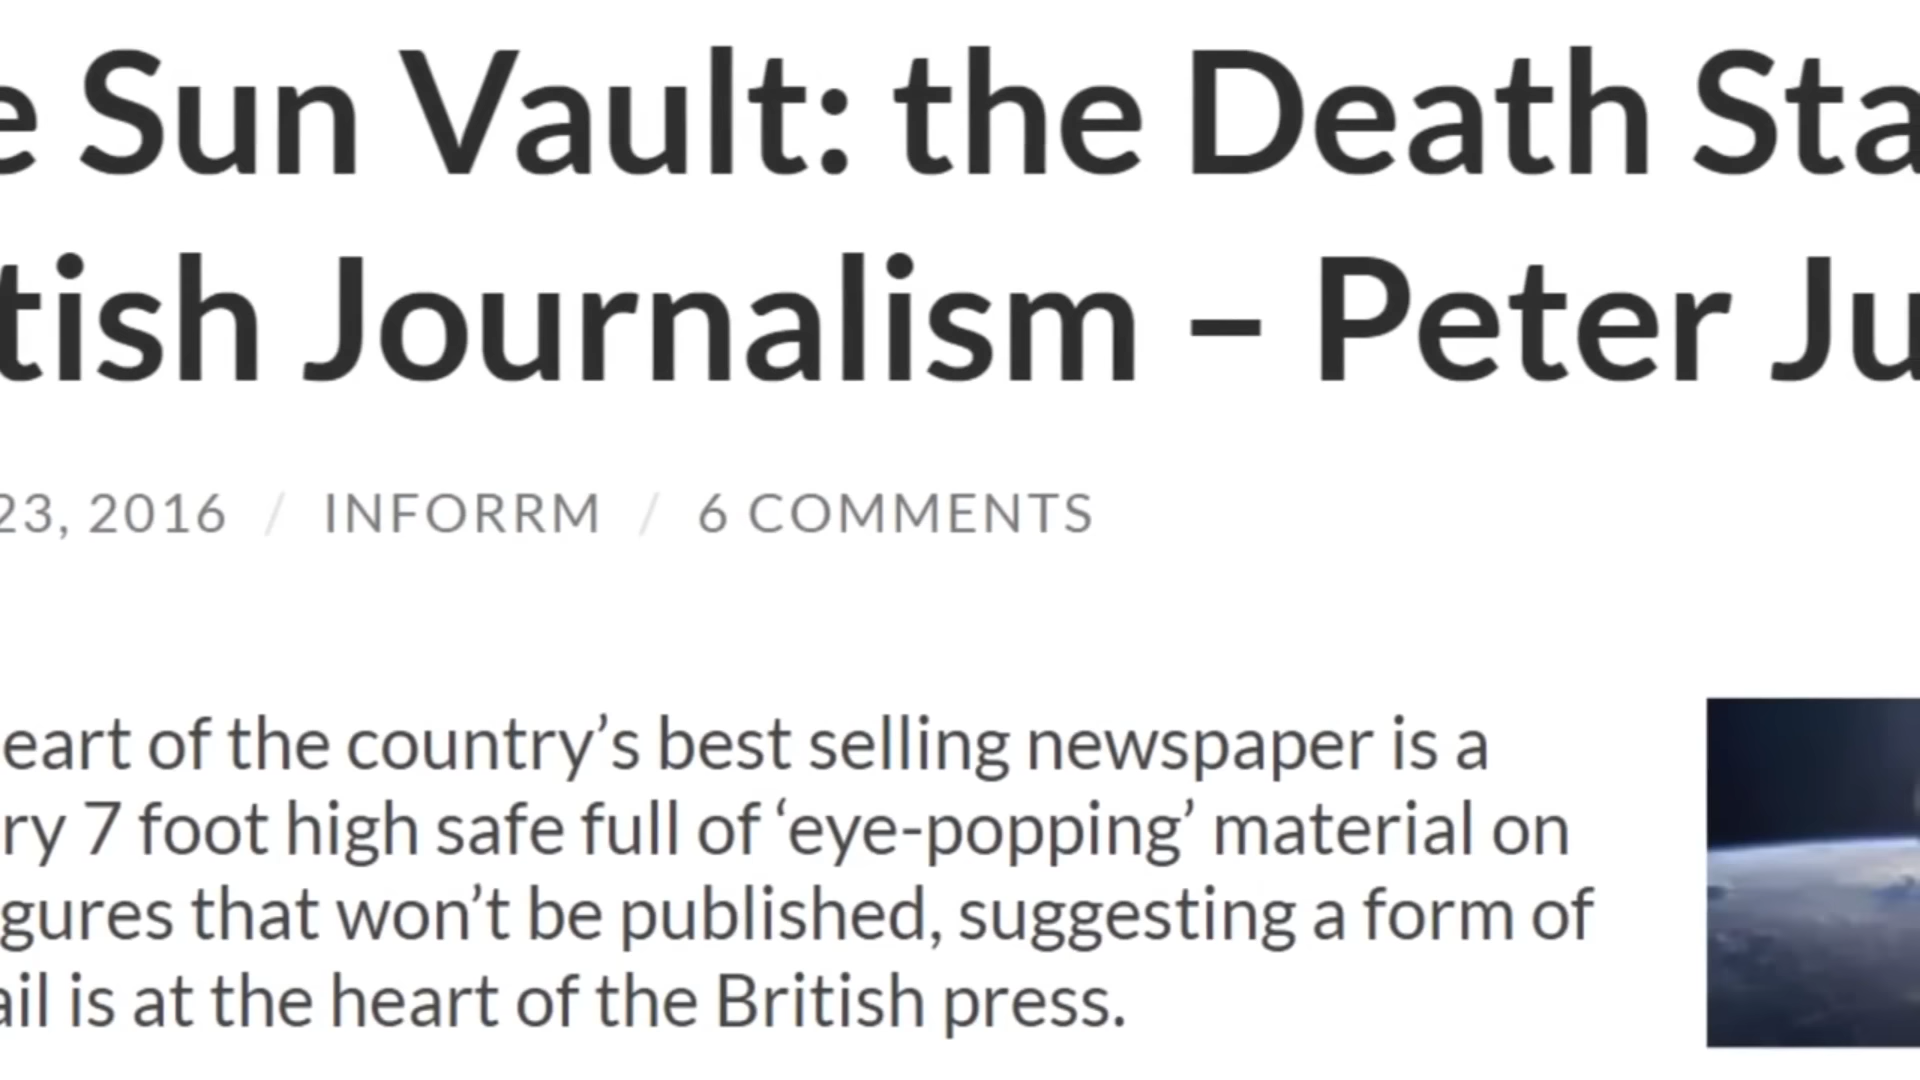 e Sun Vault: the Death Sta
tish Journalism – Peter Ju
23, 2016 / INFORRM / 6 COMMENTS
eart of the country’s best selling newspaper is a
ry 7 foot high safe full of ‘eye-popping’ material on
gures that won’t be published, suggesting a form of
ail is at the heart of the British press.